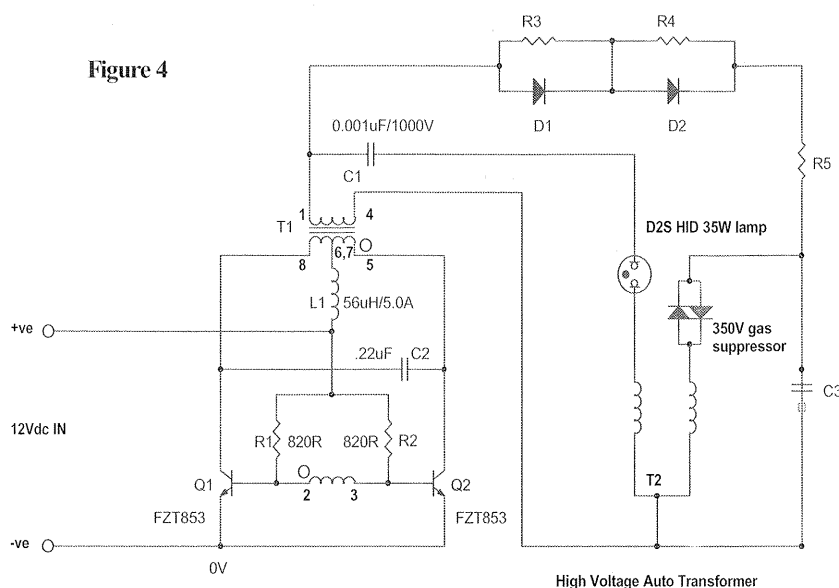 Figure 4
R3
R4
D1
D2
0.001uF/1000V
C1
R5
1
4
T1
D2S HID 35W lamp
8
6,7
O
5
L1
56uH/5.0A
+ve
350V gas
suppressor
.22uF
C2
C3
12Vdc IN
R1
820R
820R
R2
O
Q1
2
3
Q2
T2
FZT853
FZT853
-ve
0V
High Voltage Auto Transformer